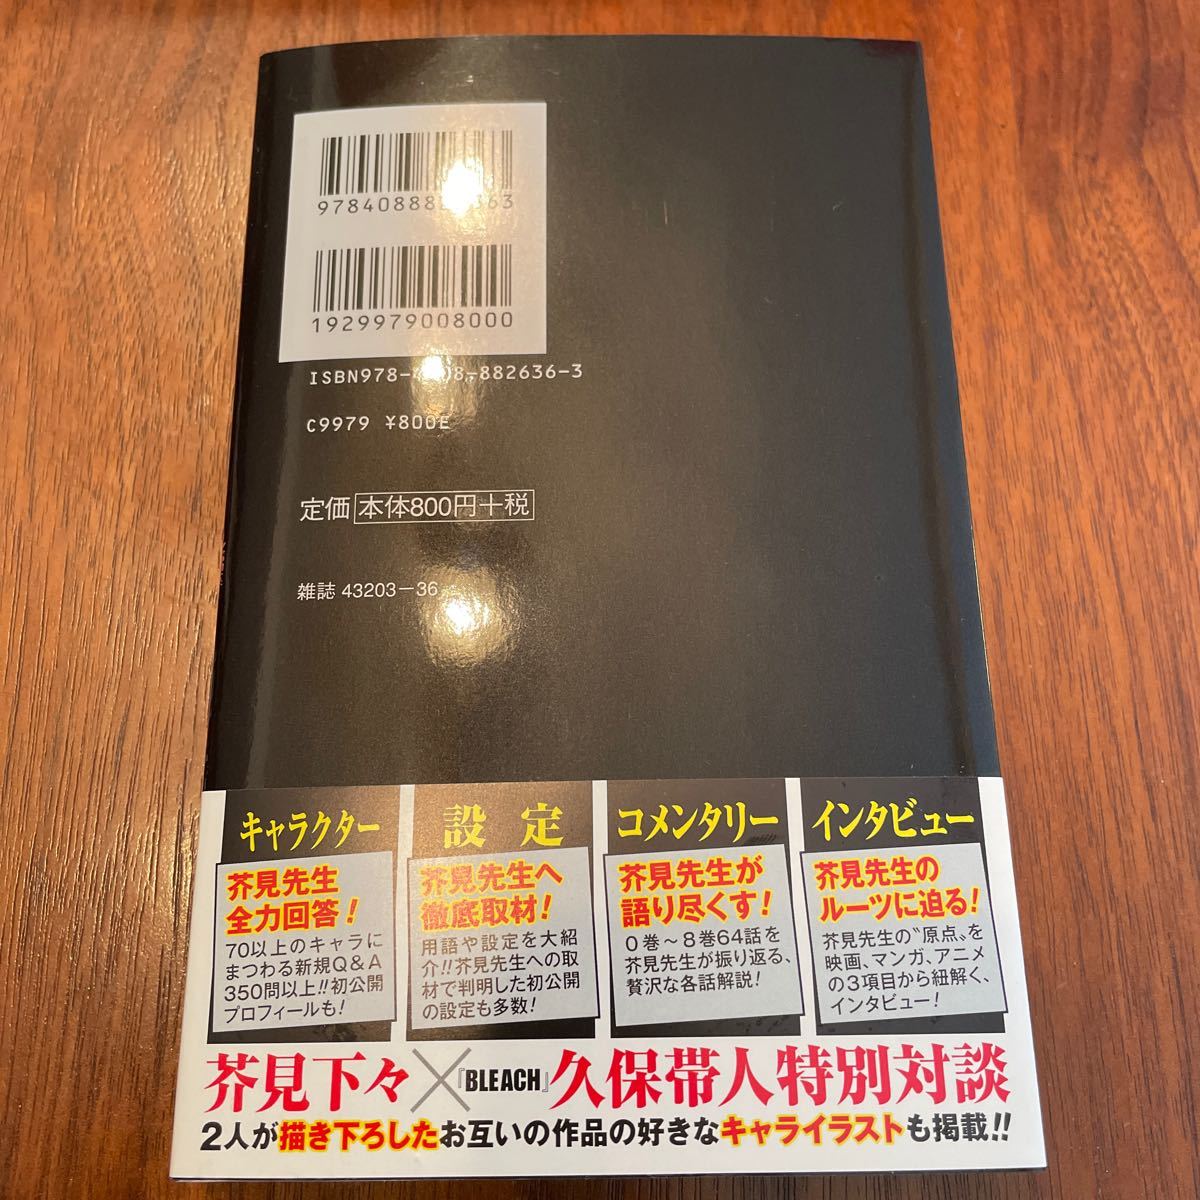 1929979008000
C9979 ¥800E
定価 本体800円+税
雑誌 43203-36
キャラクター
芥見先生
全力回答!
70以上のキャラに
まつわる新規Q&A
350問以上!!初公開
プロフィールも!
設定
芥見先生へ
徹底取材!
用語や設定を大紹
介!!芥見先生への取
材で判明した初公開
の設定も多数!
コメンタリー
芥見先生が
語り尽くす!
0巻~8巻64話を
芥見先生が振り返る、
贅沢な各話解説!
インタビュー
芥見先生の
ルーツに迫る!
芥見先生の〝原点〟を
映画、マンガ、アニメ
の3項目から紐解く、
インタビュー!
芥見下々×『BLEACH』久保帯人特別対談
2人が描き下ろしたお互いの作品の好きなキャライラストも掲載!!